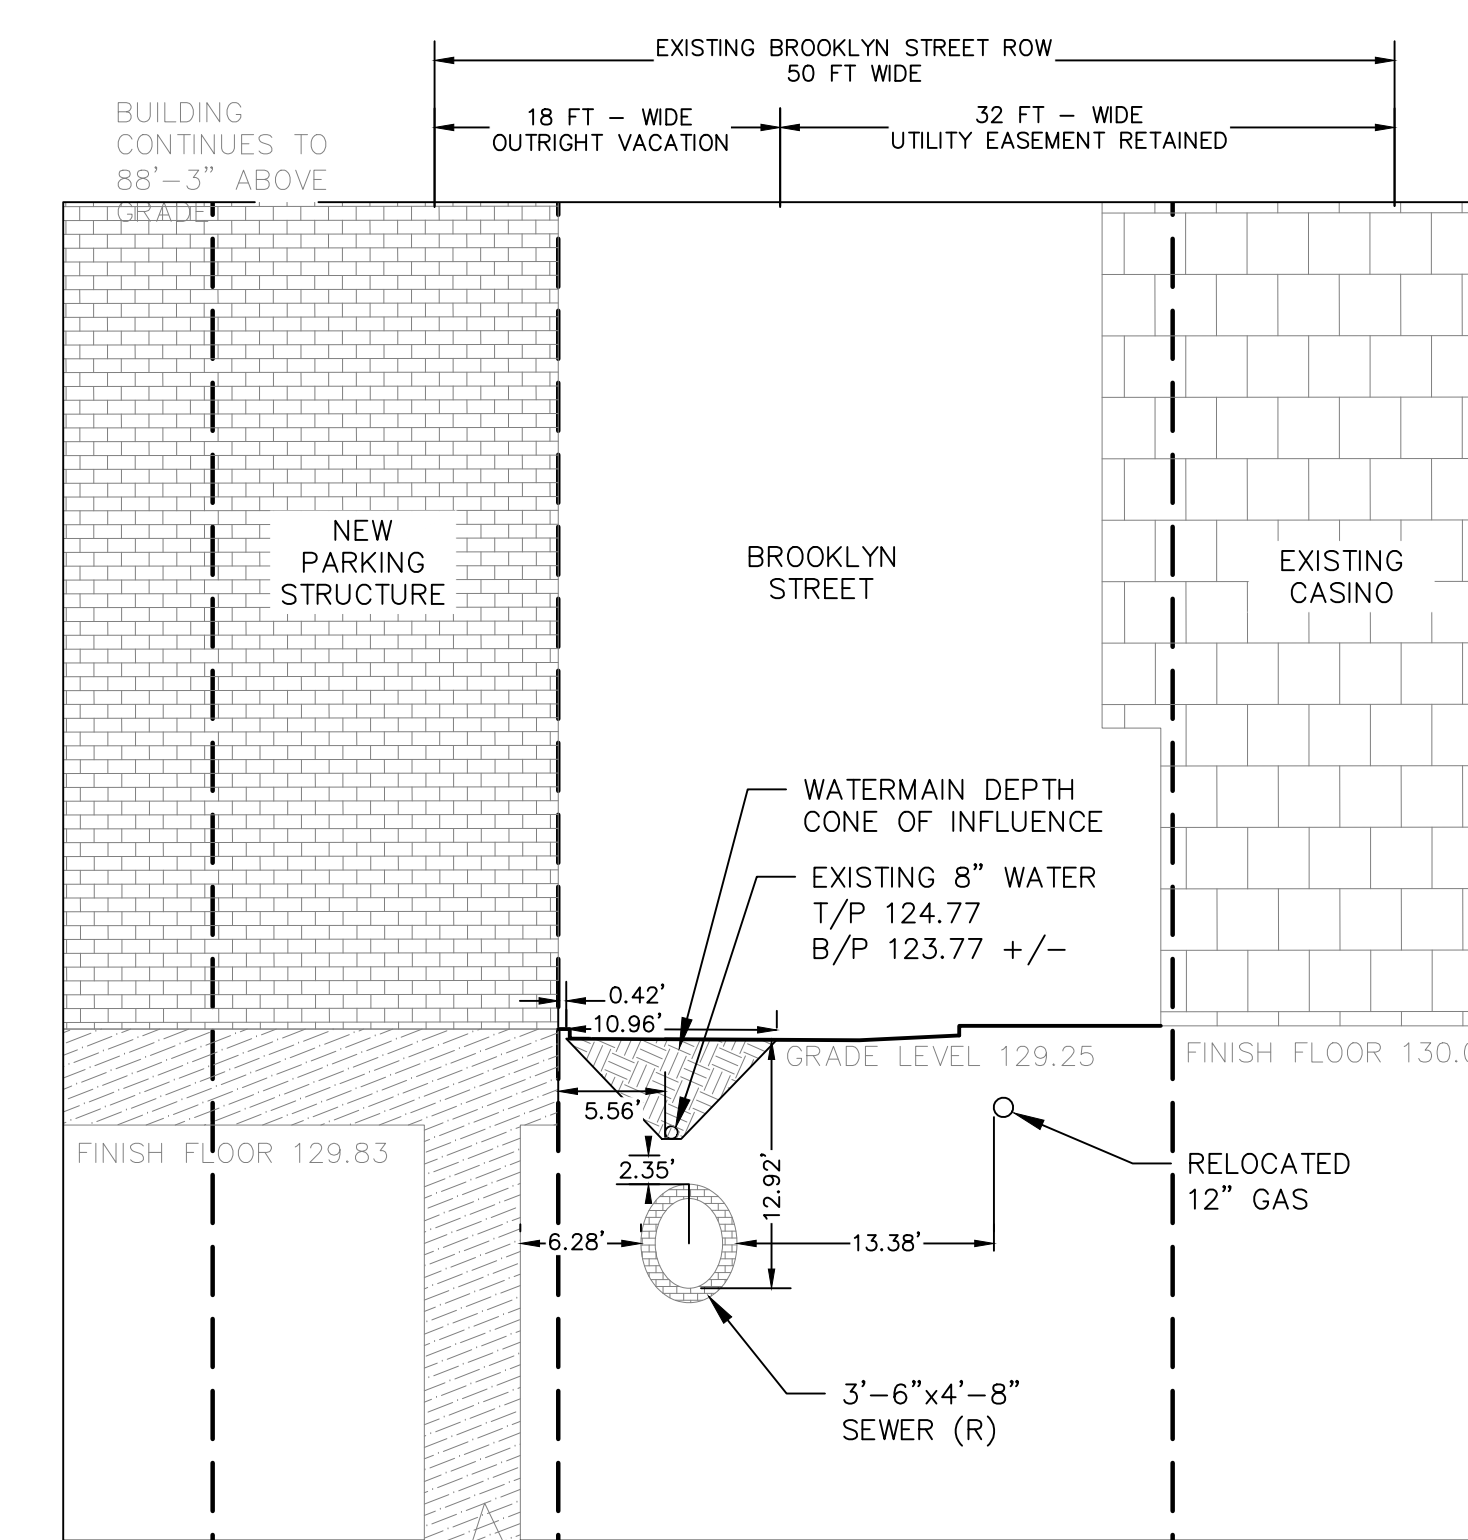 EXISTING BROOKLYN STREET ROW
50 FT WIDE
18 FT – WIDE
OUTRIGHT VACATION
32 FT – WIDE
UTILITY EASEMENT RETAINED
BUILDING
CONTINUES TO
88'–3" ABOVE
GRADE
NEW
PARKING
STRUCTURE
BROOKLYN
STREET
EXISTING
CASINO
WATERMAIN DEPTH
CONE OF INFLUENCE
EXISTING 8" WATER
T/P 124.77
B/P 123.77 +/–
0.42'
10.96'
GRADE LEVEL 129.25
FINISH FLOOR 130.0
5.56'
FINISH FLOOR 129.83
2.35'
12.92'
RELOCATED
12" GAS
6.28'
13.38'
3'–6"x4'–8"
SEWER (R)